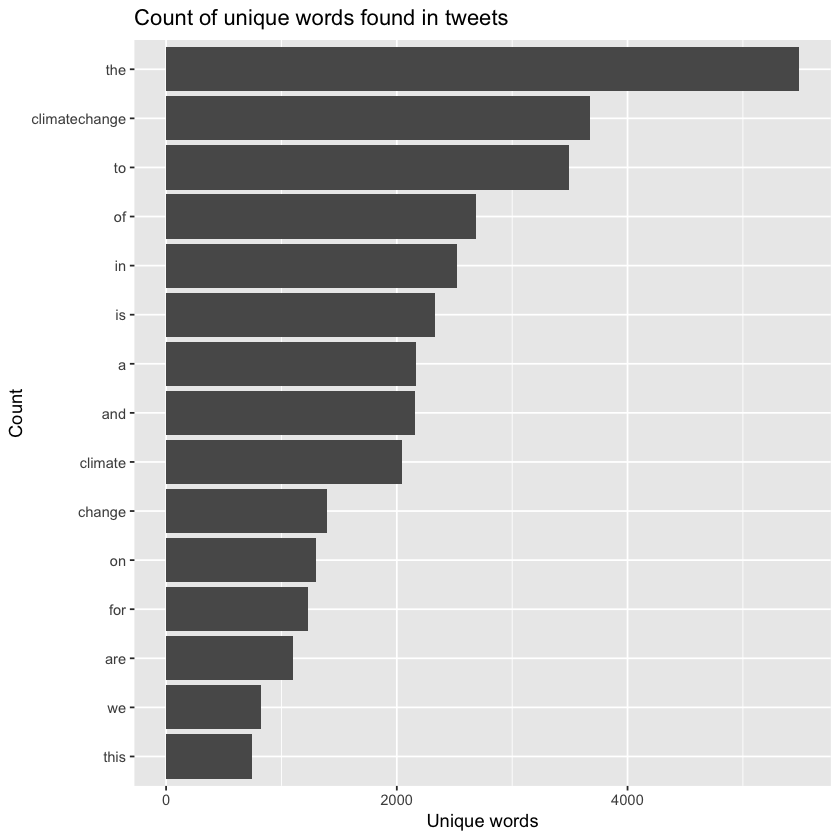 Count of unique words found in tweets
the
climatechange
to
of
in
is
a
and
climate
change
on
for
are
we
this
Count
0 2000 4000
Unique words